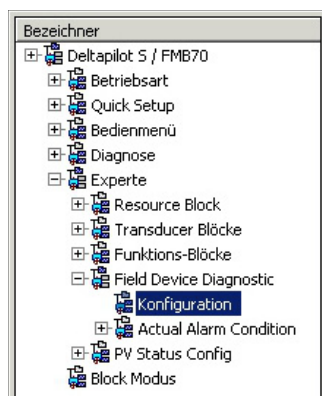 Bezeichner
Deltapilot S / FMB70
Betriebsart
Quick Setup
Bedienmenü
Diagnose
Experte
Resource Block
Transducer Blöcke
Funktions-Blöcke
Field Device Diagnostic
Konfiguration
Actual Alarm Condition
PV Status Config
Block Modus